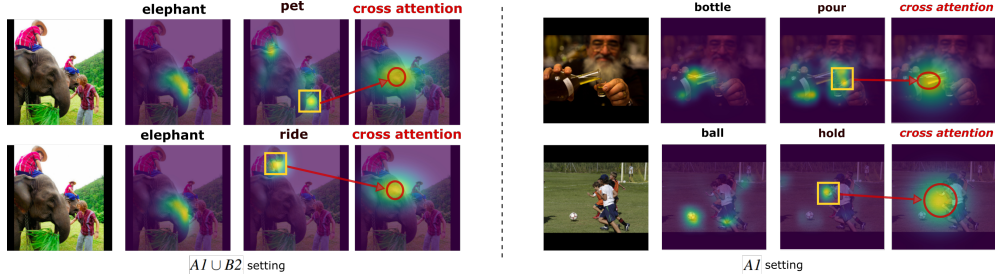 elephant pet cross attention
elephant ride cross attention
A1 ∪ B2 setting
bottle pour cross attention
ball hold cross attention
A1 setting